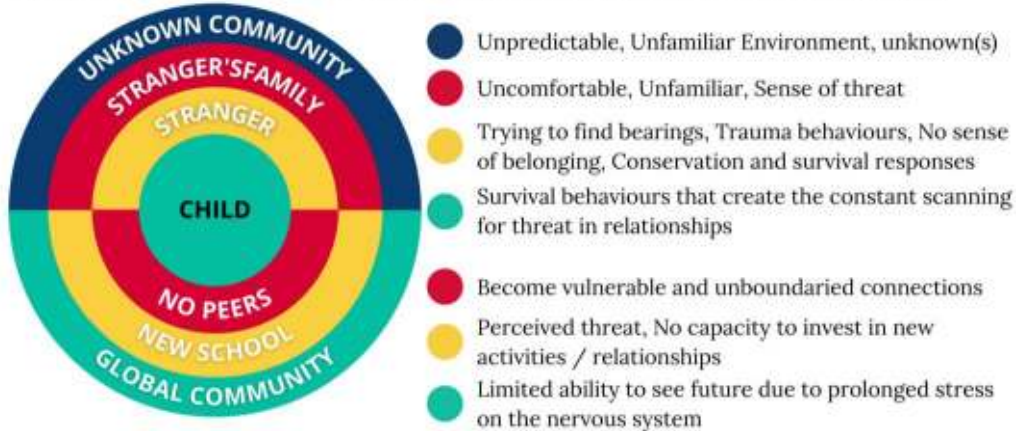 UNKNOWN COMMUNITY
STRANGER'SFAMILY
STRANGER
CHILD
NO PEERS
NEW SCHOOL
GLOBAL COMMUNITY
Unpredictable, Unfamiliar Environment, unknown(s)
Uncomfortable, Unfamiliar, Sense of threat
Trying to find bearings, Trauma behaviours, No sense
of belonging, Conservation and survival responses
Survival behaviours that create the constant scanning
for threat in relationships
Become vulnerable and unboundaried connections
Perceived threat, No capacity to invest in new
activities / relationships
Limited ability to see future due to prolonged stress
on the nervous system